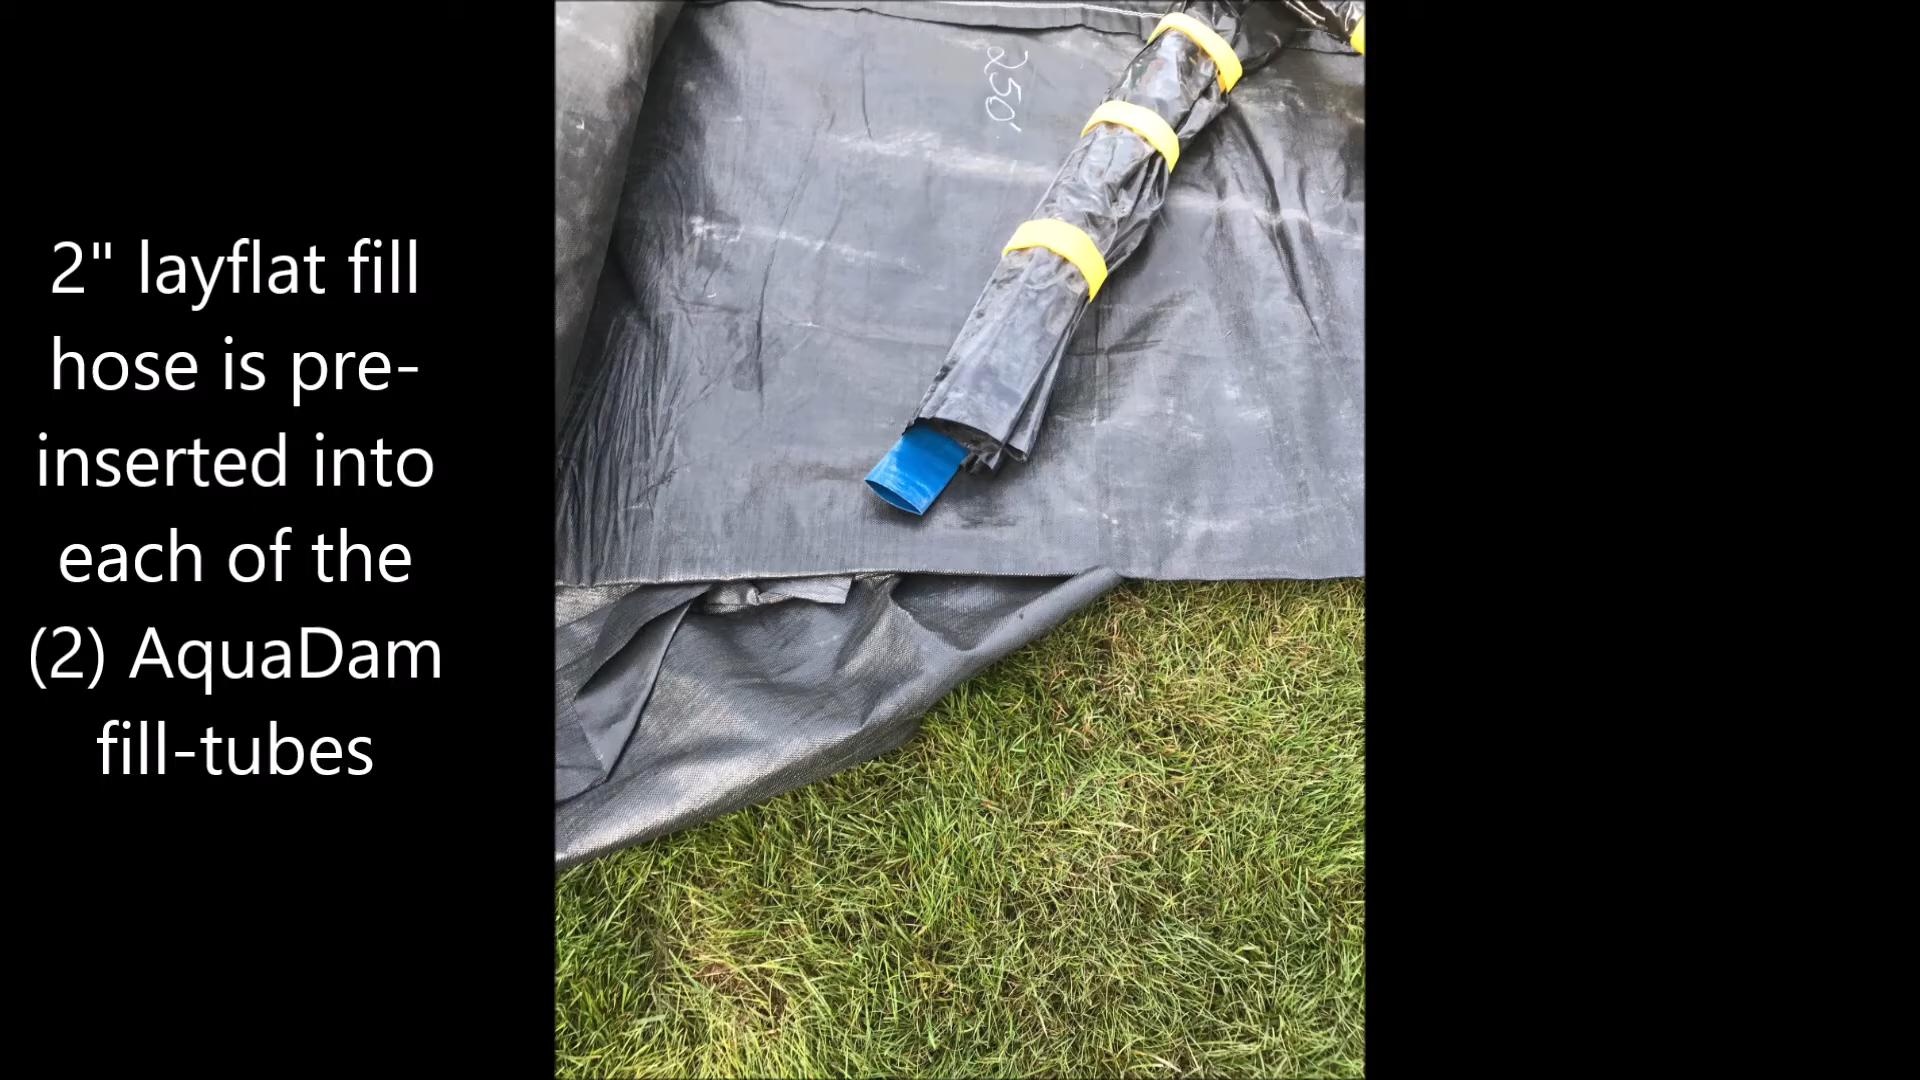 2" layflat fill
hose is pre-
inserted into
each of the
(2) AquaDam
fill-tubes
250'